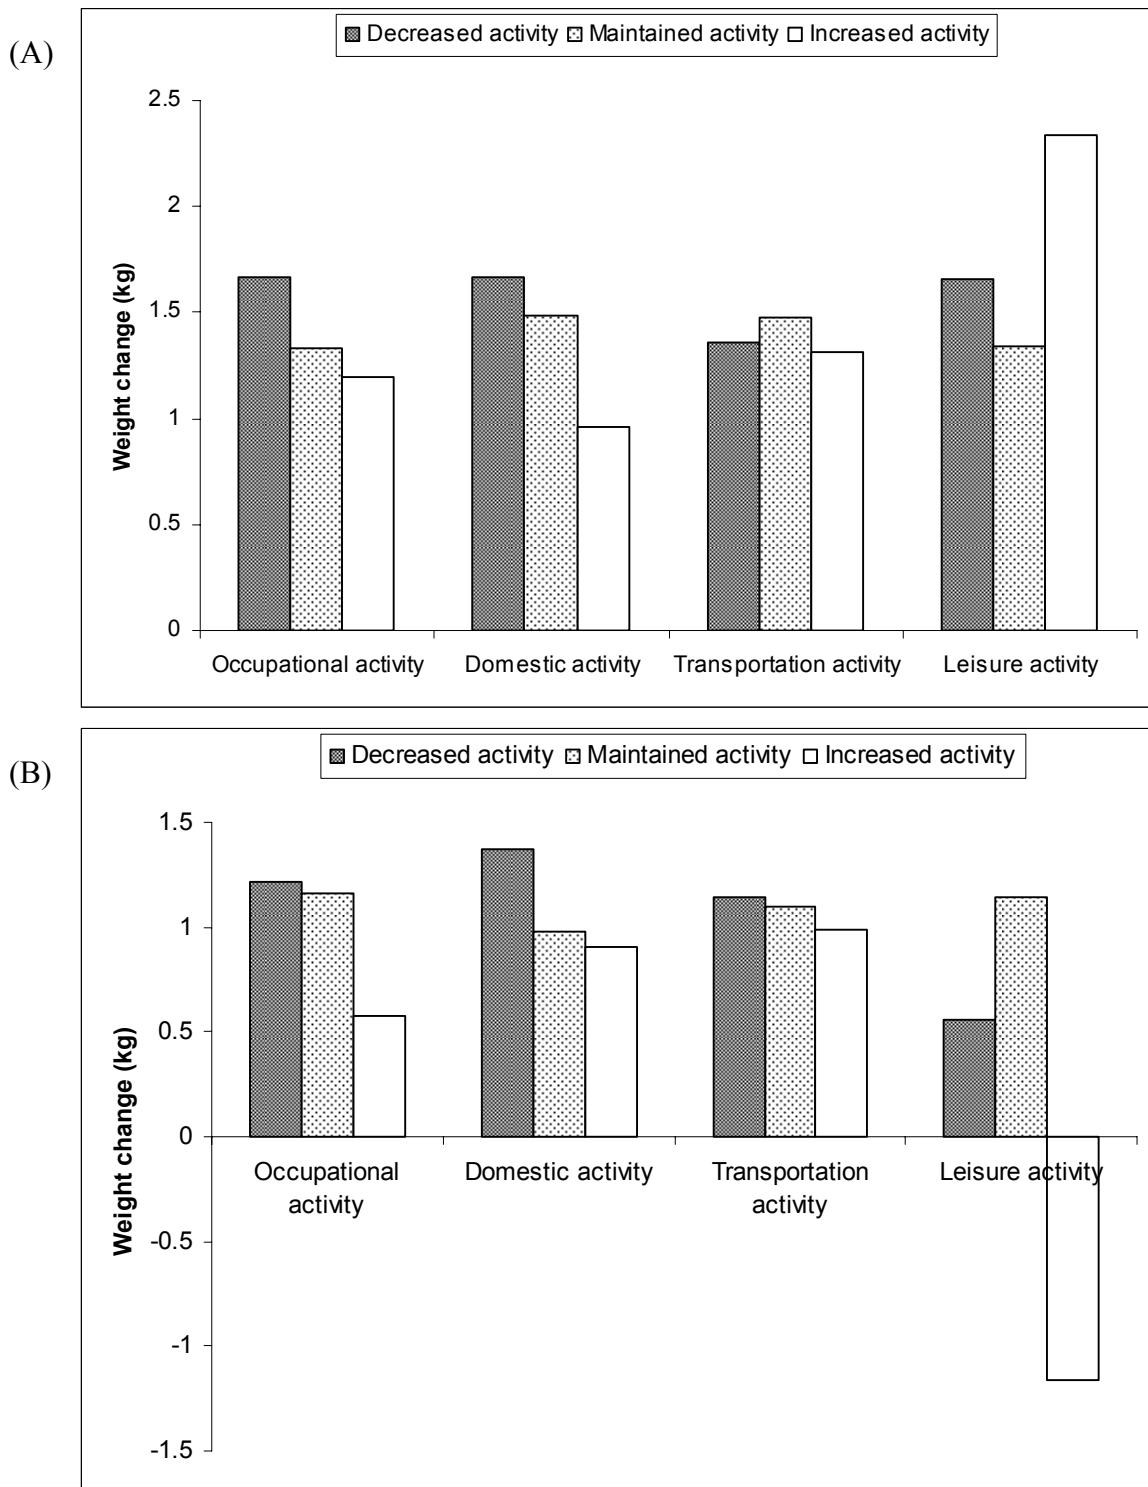 (A)
Decreased activity Maintained activity Increased activity
2.5
2
1.5
1
0.5
0
Weight change (kg)
Occupational activity Domestic activity Transportation activity Leisure activity
(B)
Decreased activity Maintained activity Increased activity
1.5
1
0.5
0
-0.5
-1
-1.5
Weight change (kg)
Occupational activity Domestic activity Transportation activity Leisure activity